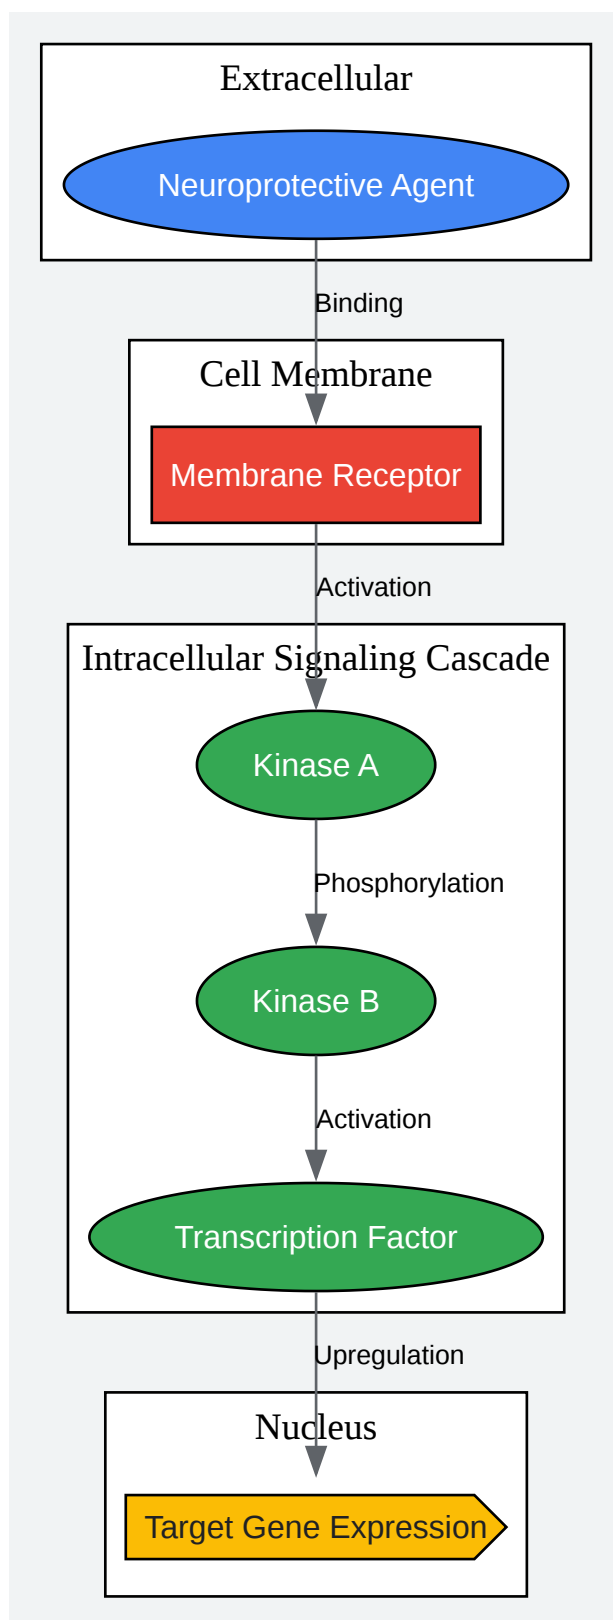 Extracellular
Neuroprotective Agent
Binding
Cell Membrane
Membrane Receptor
Activation
Intracellular Signaling Cascade
Kinase A
Phosphorylation
Kinase B
Activation
Transcription Factor
Upregulation
Nucleus
Target Gene Expression